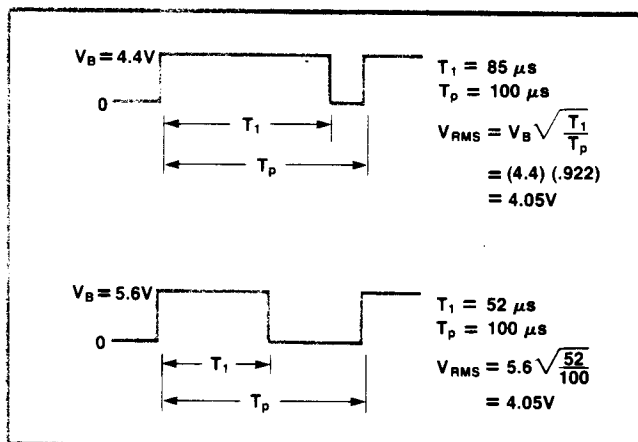 V_B = 4.4V
0
T_1
T_p
T_1 = 85 μs
T_p = 100 μs
V_RMS = V_B √(T_1/T_p)
= (4.4) (.922)
= 4.05V
V_B = 5.6V
0
T_1
T_p
T_1 = 52 μs
T_p = 100 μs
V_RMS = 5.6 √(52/100)
= 4.05V